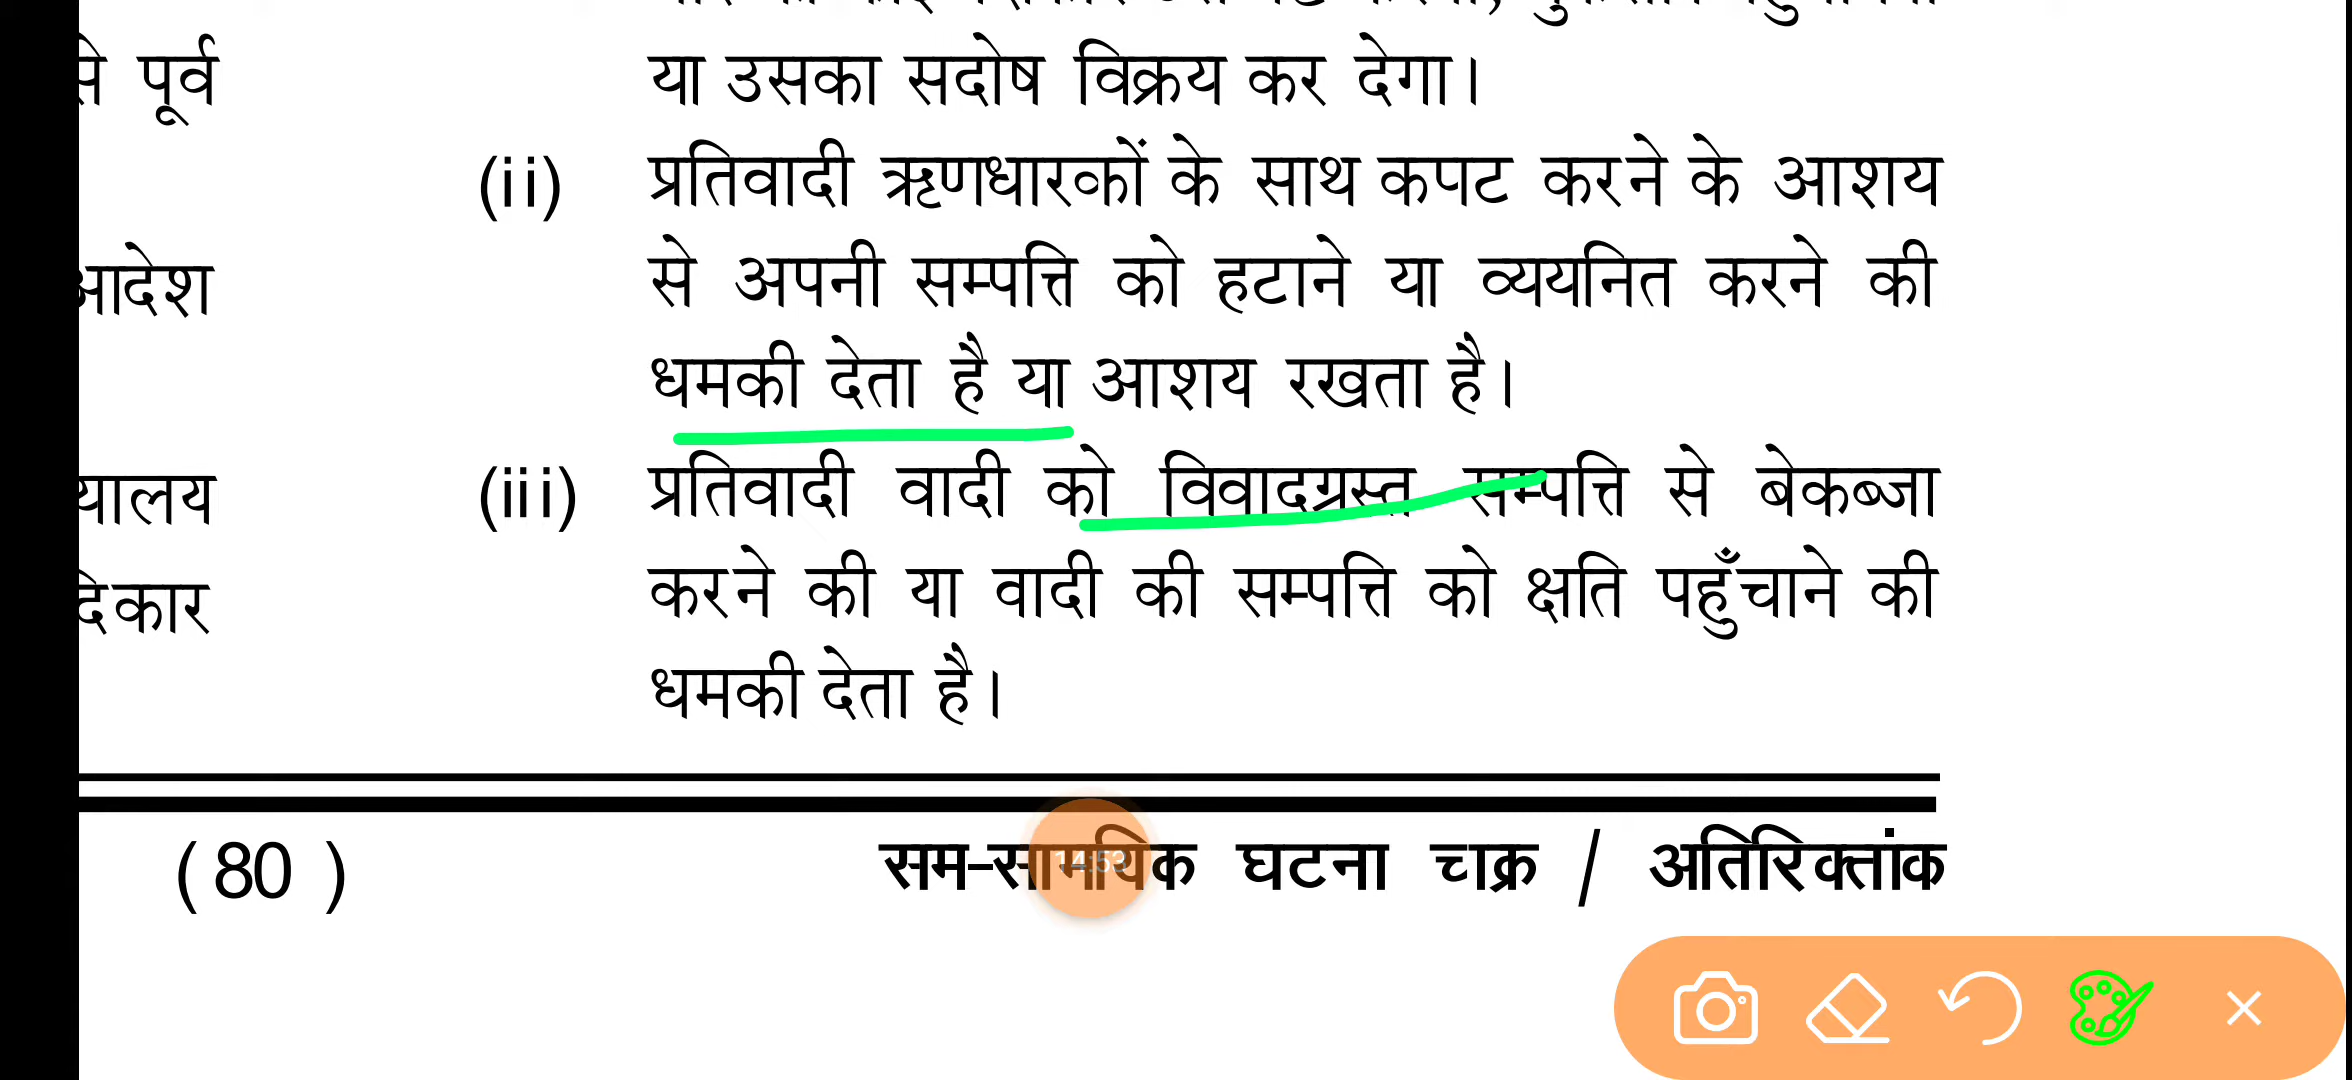 या उसका सदोष विक्रय कर देगा।
(ii) प्रतिवादी ऋणधारकों के साथ कपट करने के आशय
से अपनी सम्पत्ति को हटाने या व्ययनित करने की
धमकी देता है या आशय रखता है।
(iii) प्रतिवादी वादी को विवादग्रस्त सम्पत्ति से बेकब्जा
करने की या वादी की सम्पत्ति को क्षति पहुँचाने की
धमकी देता है।
पूर्व
आदेश
(80)
सम-सामयिक घटना चक्र / अतिरिक्तांक
14:53